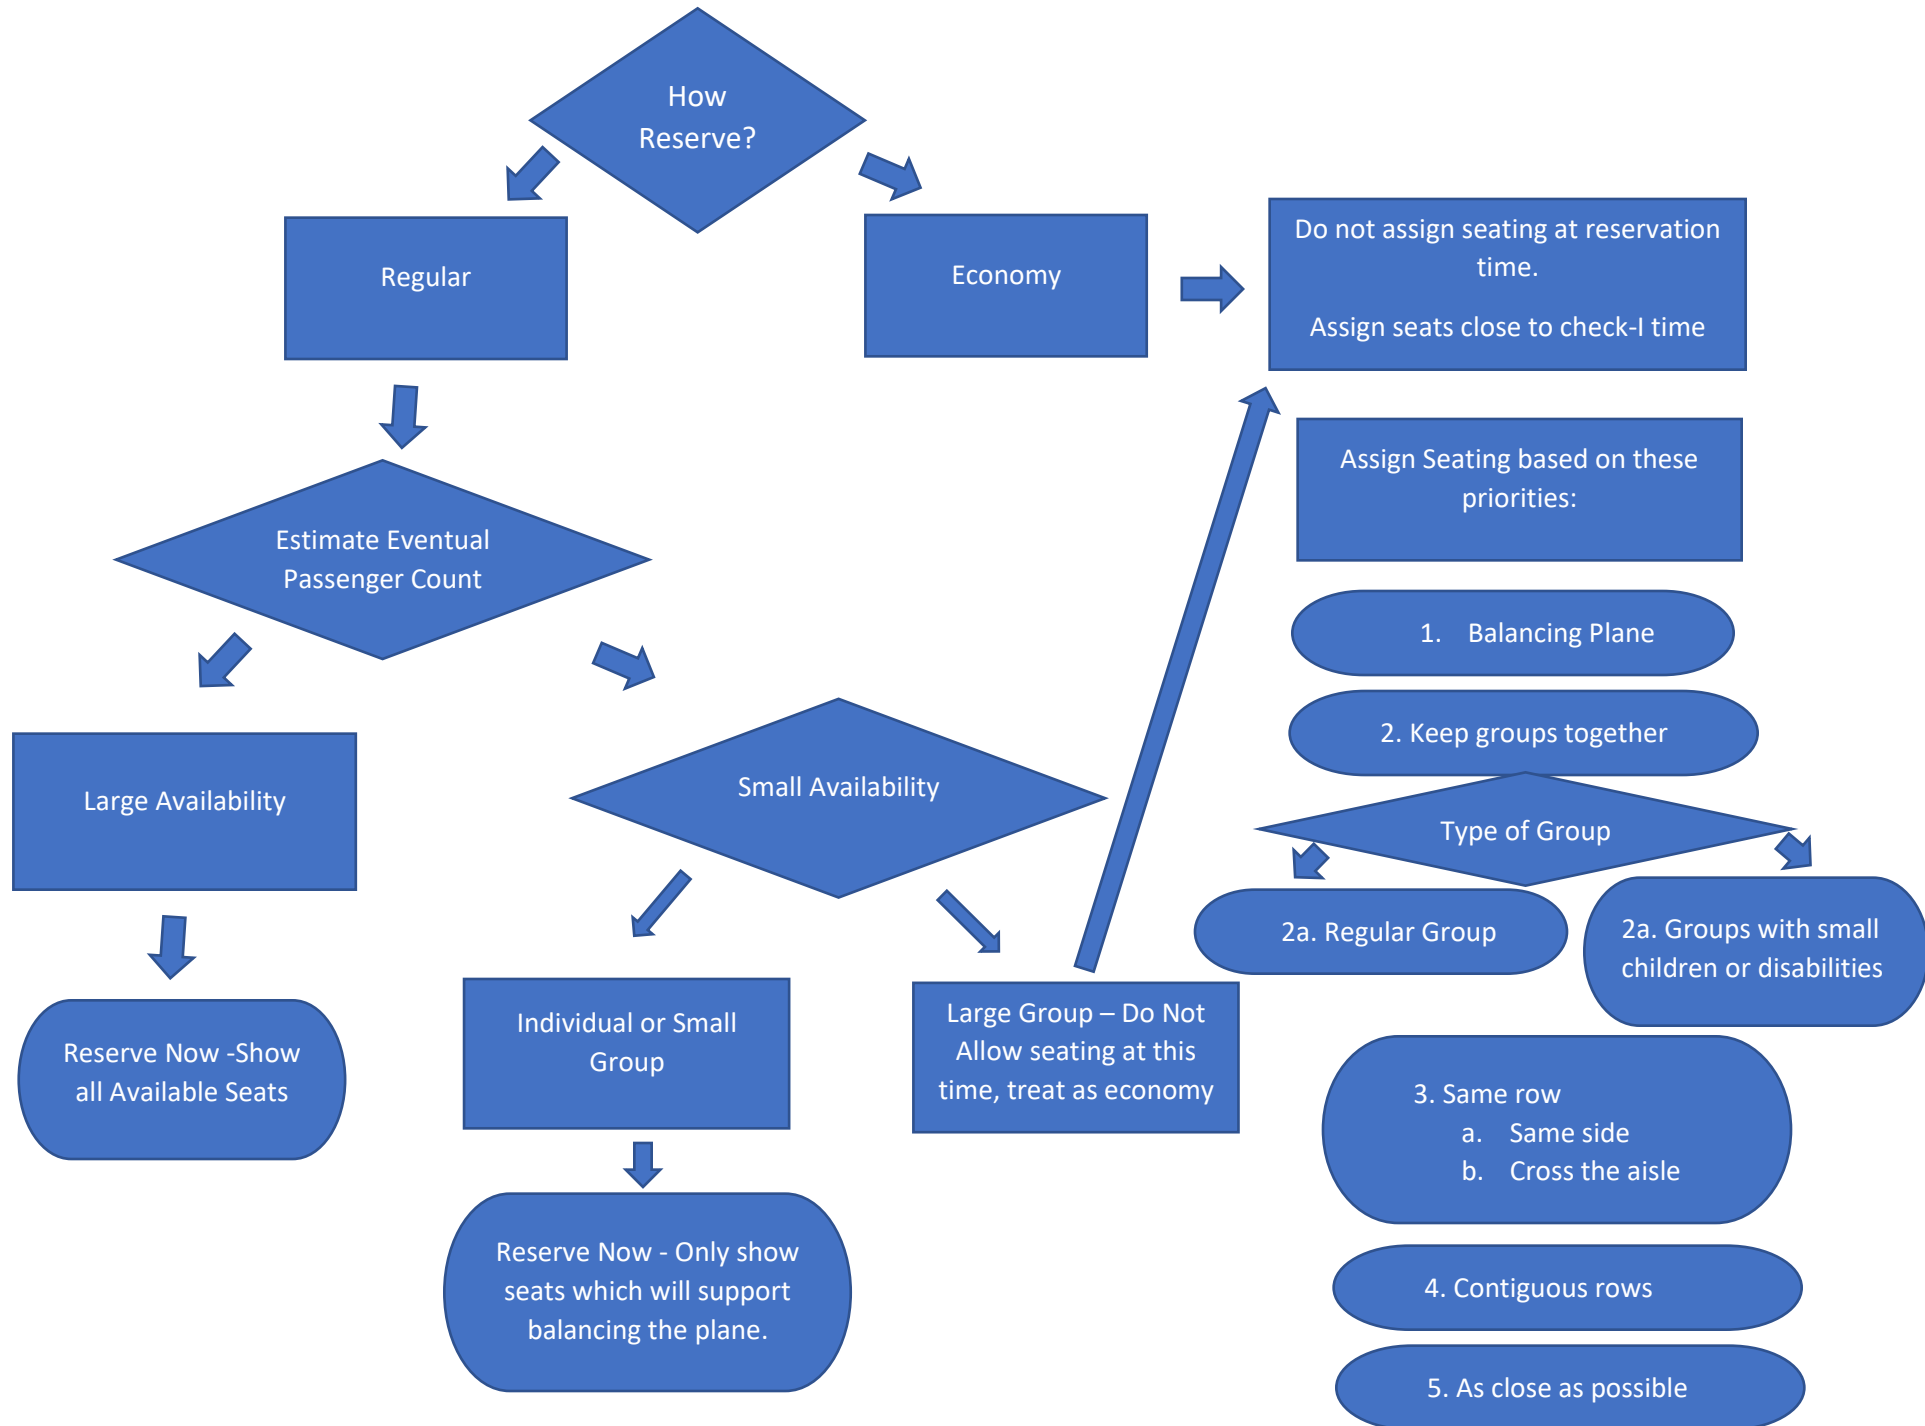 How
Reserve?
Regular
Economy
Do not assign seating at reservation
time.
Assign seats close to check-I time
Assign Seating based on these
priorities:
Estimate Eventual
Passenger Count
1. Balancing Plane
2. Keep groups together
Large Availability
Small Availability
Type of Group
2a. Regular Group
2a. Groups with small
children or disabilities
Reserve Now -Show
all Available Seats
Individual or Small
Group
Large Group – Do Not
Allow seating at this
time, treat as economy
3. Same row
a. Same side
b. Cross the aisle
Reserve Now - Only show
seats which will support
balancing the plane.
4. Contiguous rows
5. As close as possible